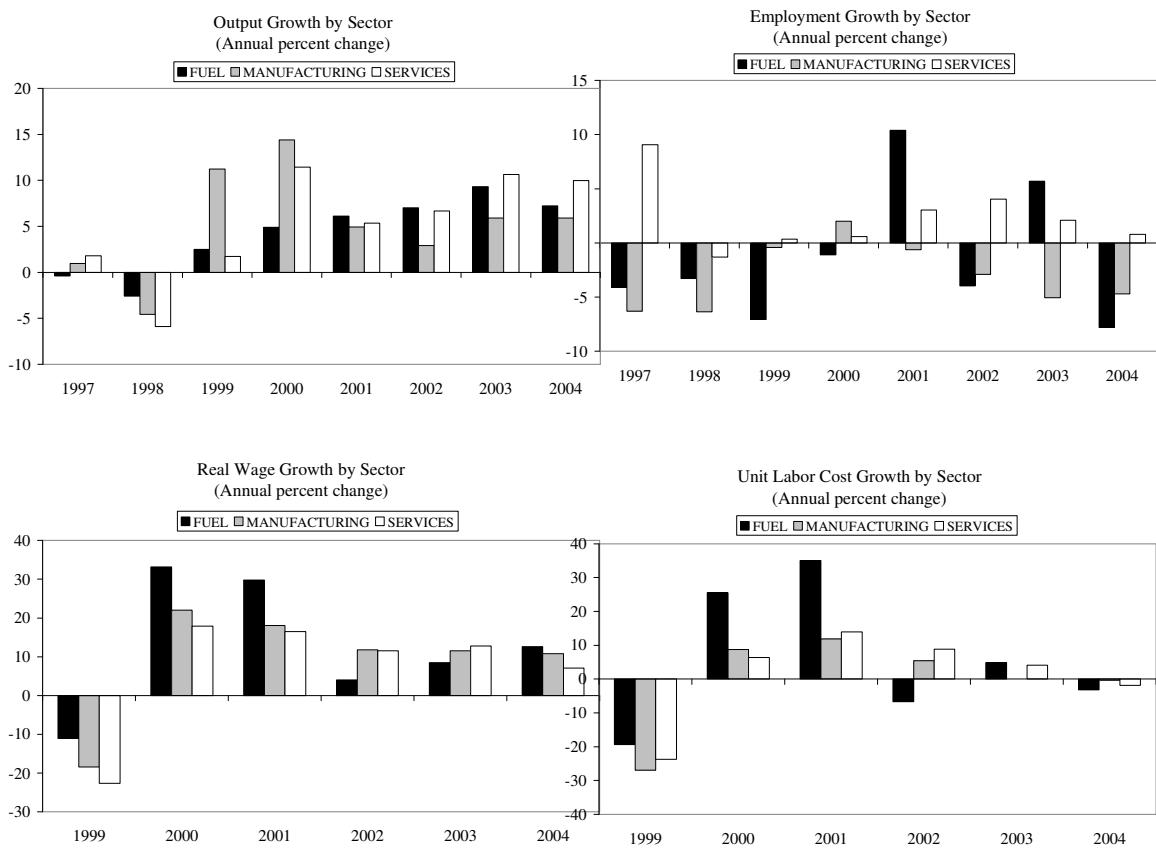 Output Growth by Sector
(Annual percent change)
FUEL MANUFACTURING SERVICES
20
15
10
5
0
-5
-10
1997 1998 1999 2000 2001 2002 2003 2004
Employment Growth by Sector
(Annual percent change)
FUEL MANUFACTURING SERVICES
15
10
5
0
-5
-10
1997 1998 1999 2000 2001 2002 2003 2004
Real Wage Growth by Sector
(Annual percent change)
FUEL MANUFACTURING SERVICES
40
30
20
10
0
-10
-20
-30
1999 2000 2001 2002 2003 2004
Unit Labor Cost Growth by Sector
(Annual percent change)
FUEL MANUFACTURING SERVICES
40
30
20
10
0
-10
-20
-30
-40
1999 2000 2001 2002 2003 2004